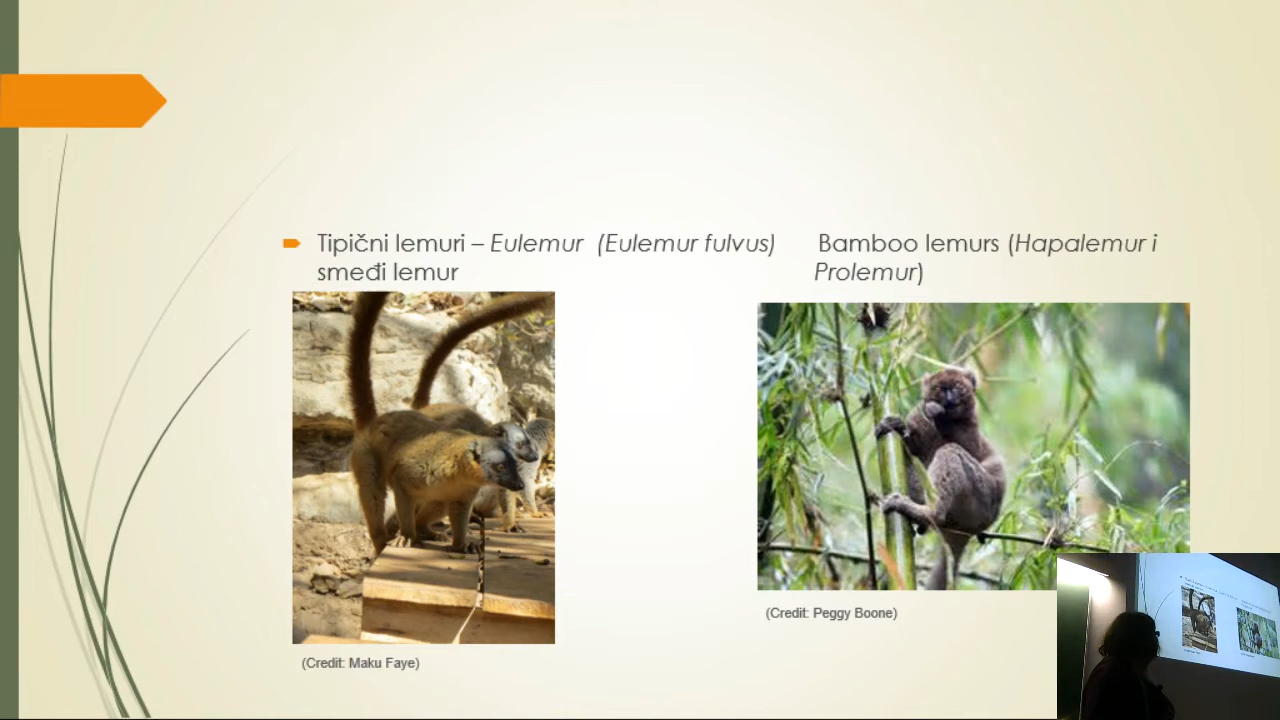 Tipični lemuri – Eulemur (Eulemur fulvus) Bamboo lemurs (Hapalemur i
smeđi lemur Prolemur)
(Credit: Peggy Boone)
(Credit: Maku Faye)